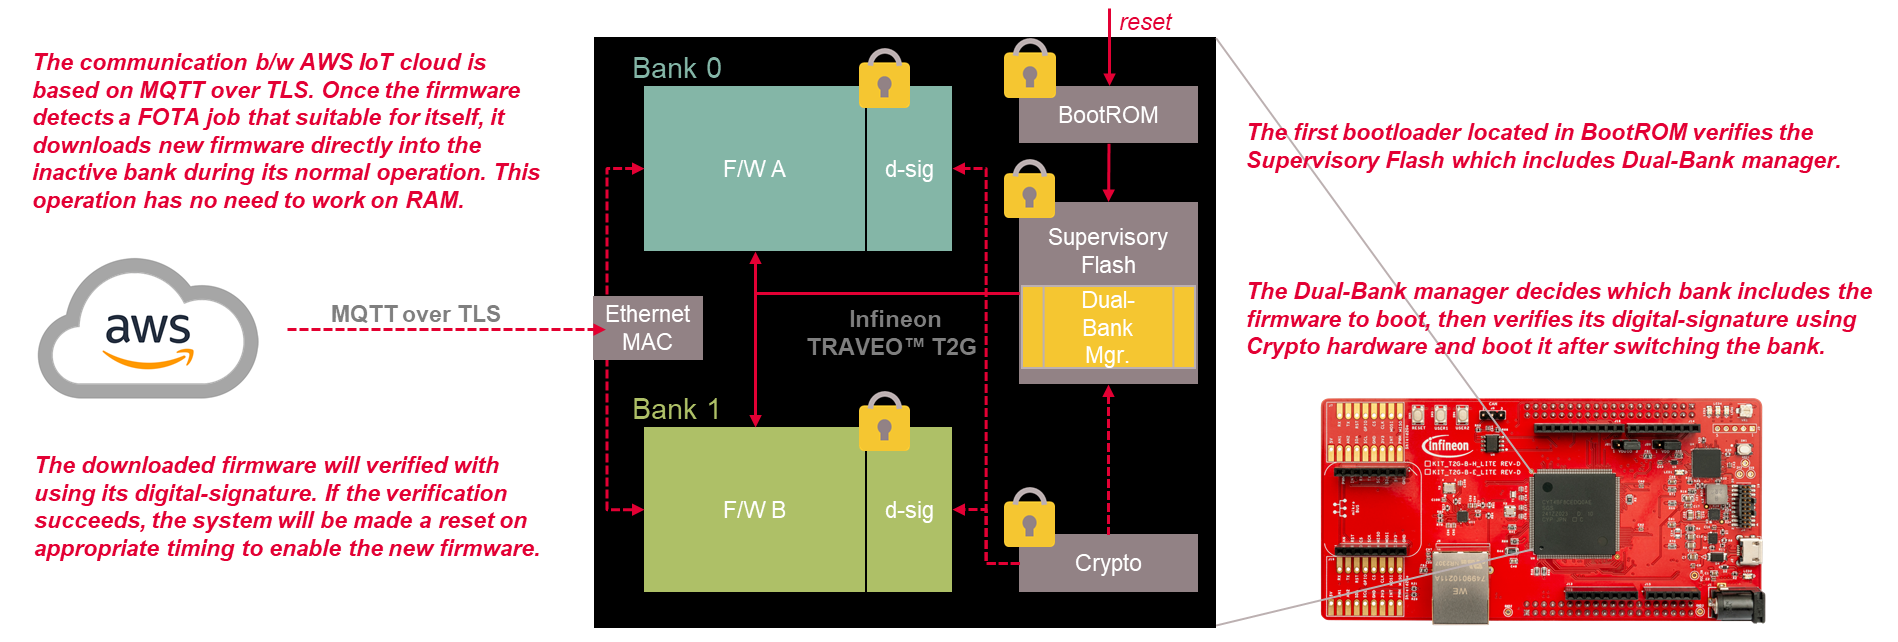 reset
The communication b/w AWS IoT cloud is
based on MQTT over TLS. Once the firmware
detects a FOTA job that suitable for itself, it
downloads new firmware directly into the
inactive bank during its normal operation. This
operation has no need to work on RAM.
aws
MQTT over TLS
The downloaded firmware will verified with
using its digital-signature. If the verification
succeeds, the system will be made a reset on
appropriate timing to enable the new firmware.
Bank 0
F/W A
d-sig
BootROM
Supervisory
Flash
Dual-
Bank
Mgr.
Ethernet
MAC
Infineon
TRAVEO™ T2G
Bank 1
F/W B
d-sig
Crypto
The first bootloader located in BootROM verifies the
Supervisory Flash which includes Dual-Bank manager.
The Dual-Bank manager decides which bank includes the
firmware to boot, then verifies its digital-signature using
Crypto hardware and boot it after switching the bank.
RESET
USER1
USER2
Infineon
KIT_T2G-B-H_LITE REV-D
KIT_T2G-B-E_LITE REV-D
7499010211A
WE